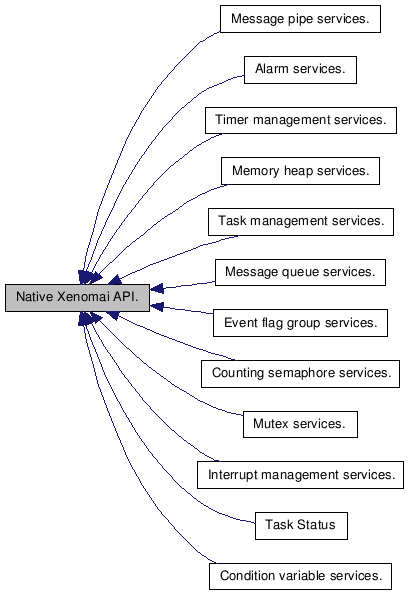 Message pipe services.
Alarm services.
Timer management services.
Memory heap services.
Task management services.
Message queue services.
Native Xenomai API.
Event flag group services.
Counting semaphore services.
Mutex services.
Interrupt management services.
Task Status
Condition variable services.